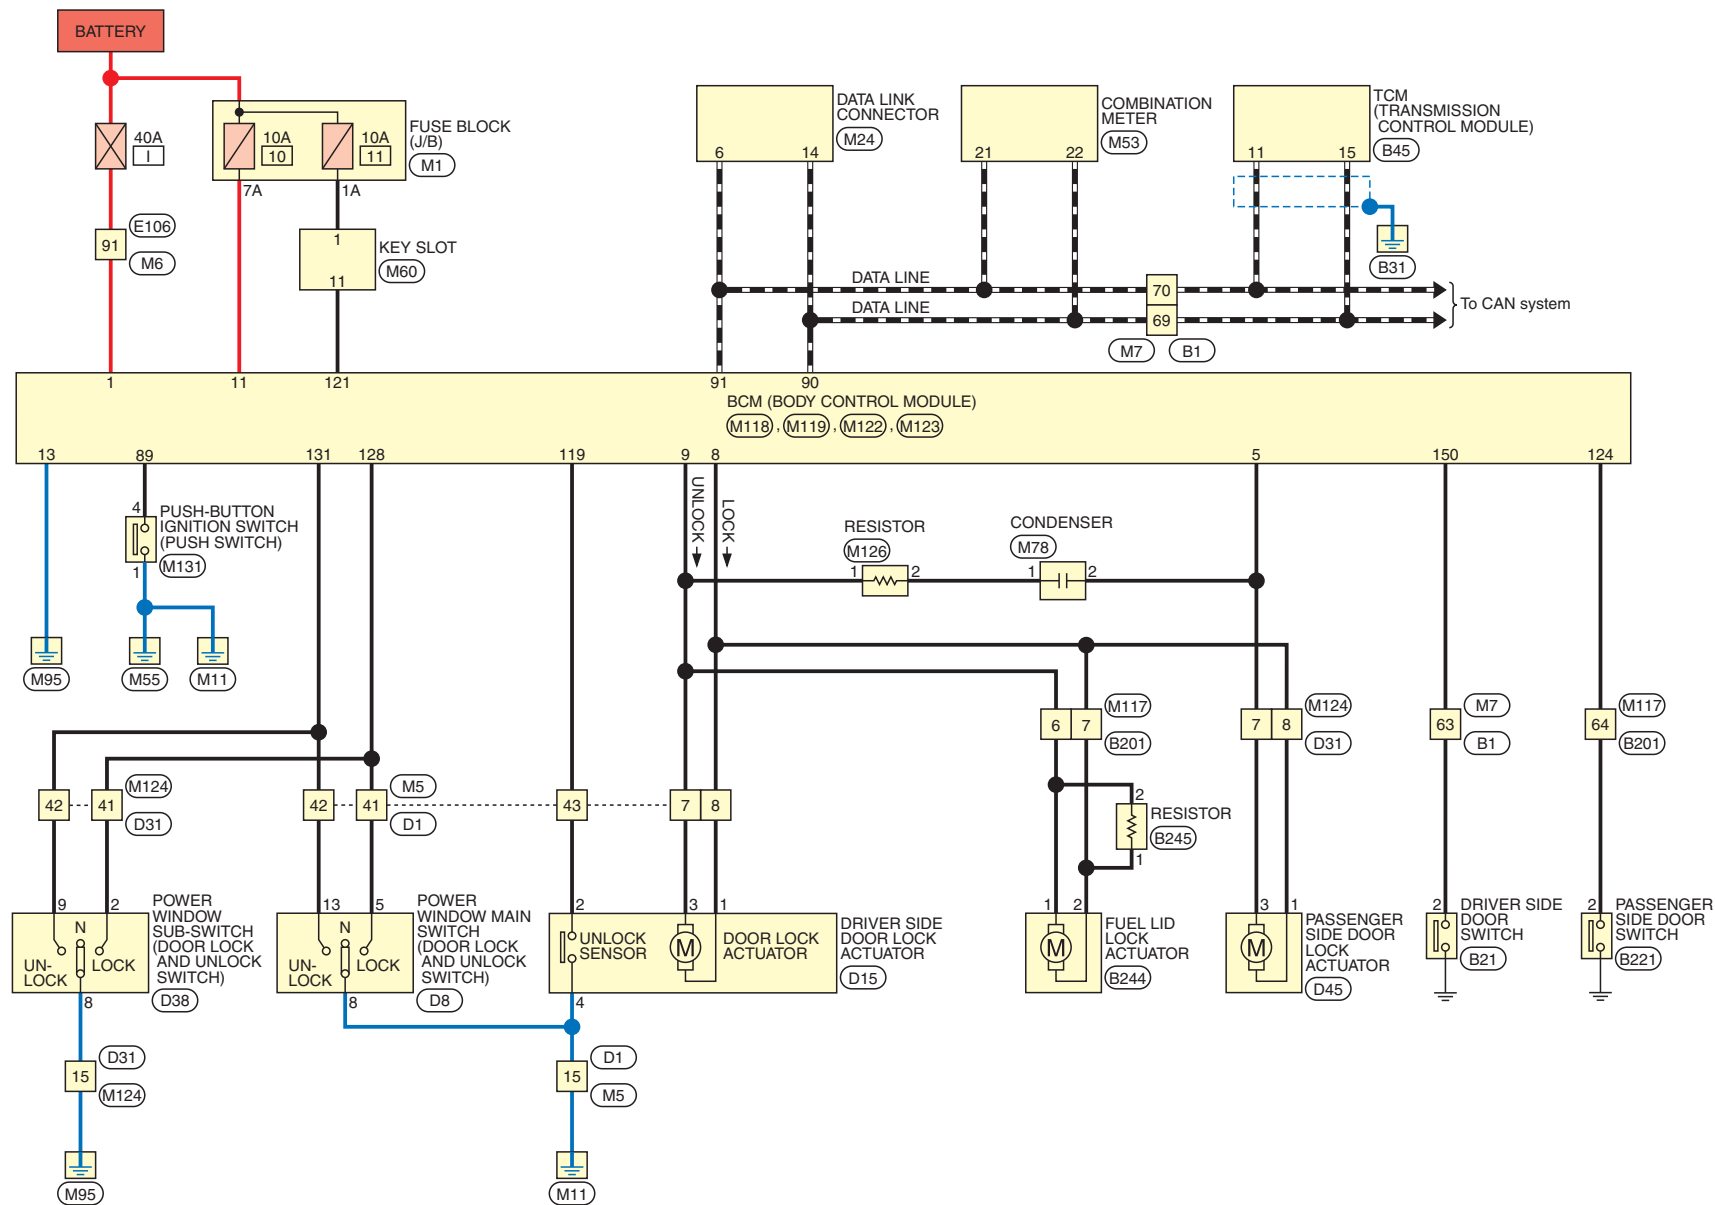 BATTERY
40A
I
10A
10
10A
11
FUSE BLOCK
(J/B)
M1
7A
1A
E106
91
M6
1
KEY SLOT
M60
11
DATA LINK
CONNECTOR
M24
6
14
COMBINATION
METER
M53
21
22
TCM
(TRANSMISSION
CONTROL MODULE)
B45
11
15
B31
DATA LINE
DATA LINE
70
69
M7
B1
To CAN system
1
11
121
91
90
BCM (BODY CONTROL MODULE)
M118 , M119 , M122 , M123
13
89
131
128
119
9
8
5
150
124
4
PUSH-BUTTON
IGNITION SWITCH
(PUSH SWITCH)
M131
1
UNLOCK
LOCK
RESISTOR
M126
1
2
CONDENSER
M78
1
2
M95
M55
M11
6
7
M117
B201
7
8
M124
D31
63
M7
B1
64
M117
B201
42
41
M124
D31
42
41
M5
D1
43
7
8
2
RESISTOR
B245
1
9
2
N
UN-
LOCK
LOCK
8
POWER
WINDOW
SUB-SWITCH
(DOOR LOCK
AND UNLOCK
SWITCH)
D38
13
5
N
UN-
LOCK
LOCK
8
POWER
WINDOW MAIN
SWITCH
(DOOR LOCK
AND UNLOCK
SWITCH)
D8
2
3
1
UNLOCK
SENSOR
M
DOOR LOCK
ACTUATOR
4
DRIVER SIDE
DOOR LOCK
ACTUATOR
D15
1
2
M
FUEL LID
LOCK
ACTUATOR
B244
3
1
M
PASSENGER
SIDE DOOR
LOCK
ACTUATOR
D45
2
DRIVER SIDE
DOOR
SWITCH
B21
2
PASSENGER
SIDE DOOR
SWITCH
B221
15
D31
M124
15
D1
M5
M95
M11